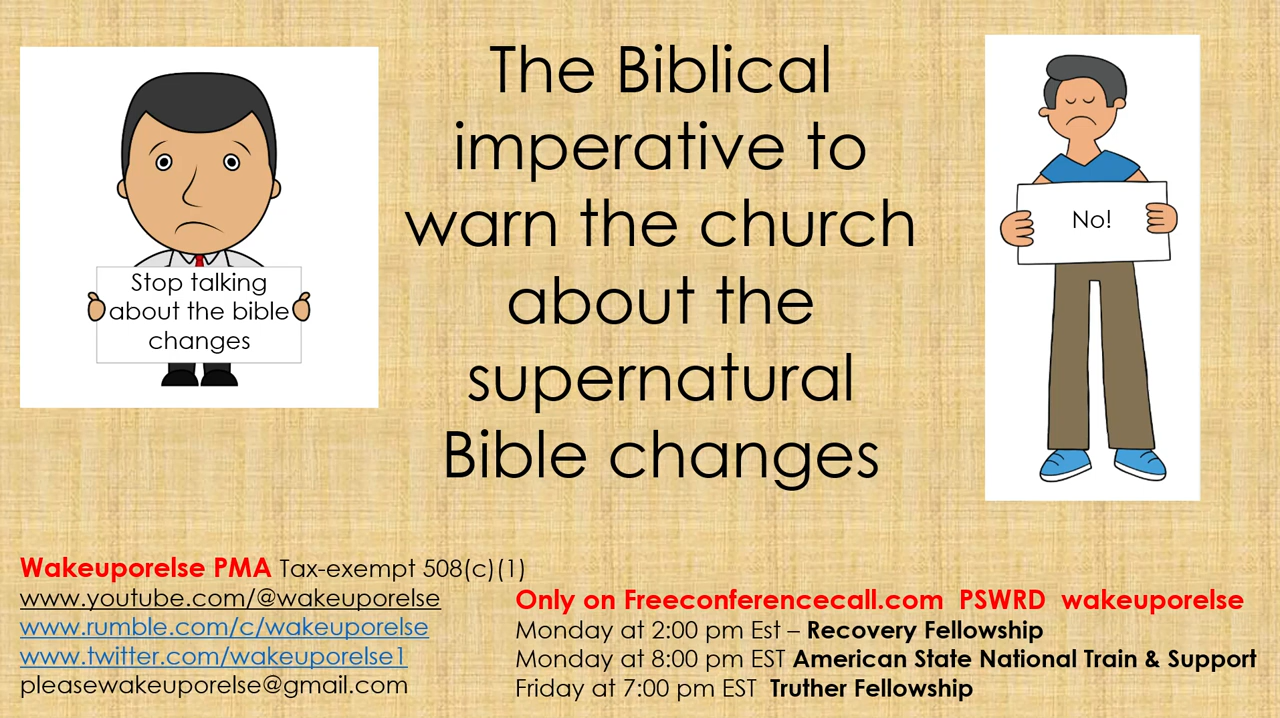 The Biblical
imperative to
warn the church
about the
supernatural
Bible changes
Stop talking
about the bible
changes
No!
Wakeuporelse PMA Tax-exempt 508(c)(1)
www.youtube.com/@wakeuporelse
www.rumble.com/c/wakeuporelse
www.twitter.com/wakeuporelse1
pleasewakeuporelse@gmail.com
Only on Freeconferencecall.com PSWRD wakeuporelse
Monday at 2:00 pm Est – Recovery Fellowship
Monday at 8:00 pm EST American State National Train & Support
Friday at 7:00 pm EST Truther Fellowship